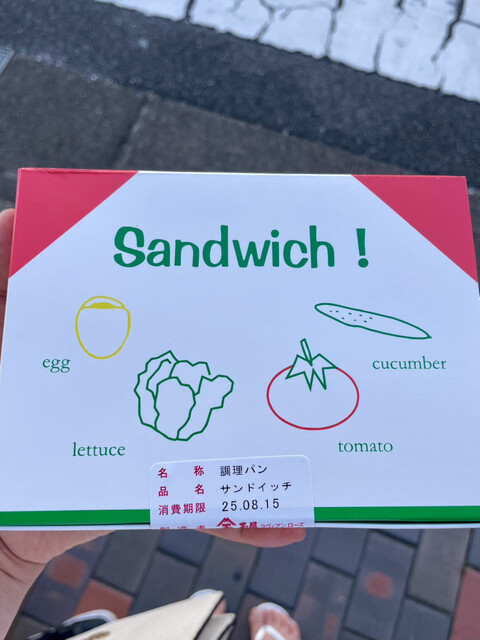 Sandwich !
egg
cucumber
lettuce
tomato
名 称 調理パン
品 名 サンドイッチ
消費期限 25.08.15